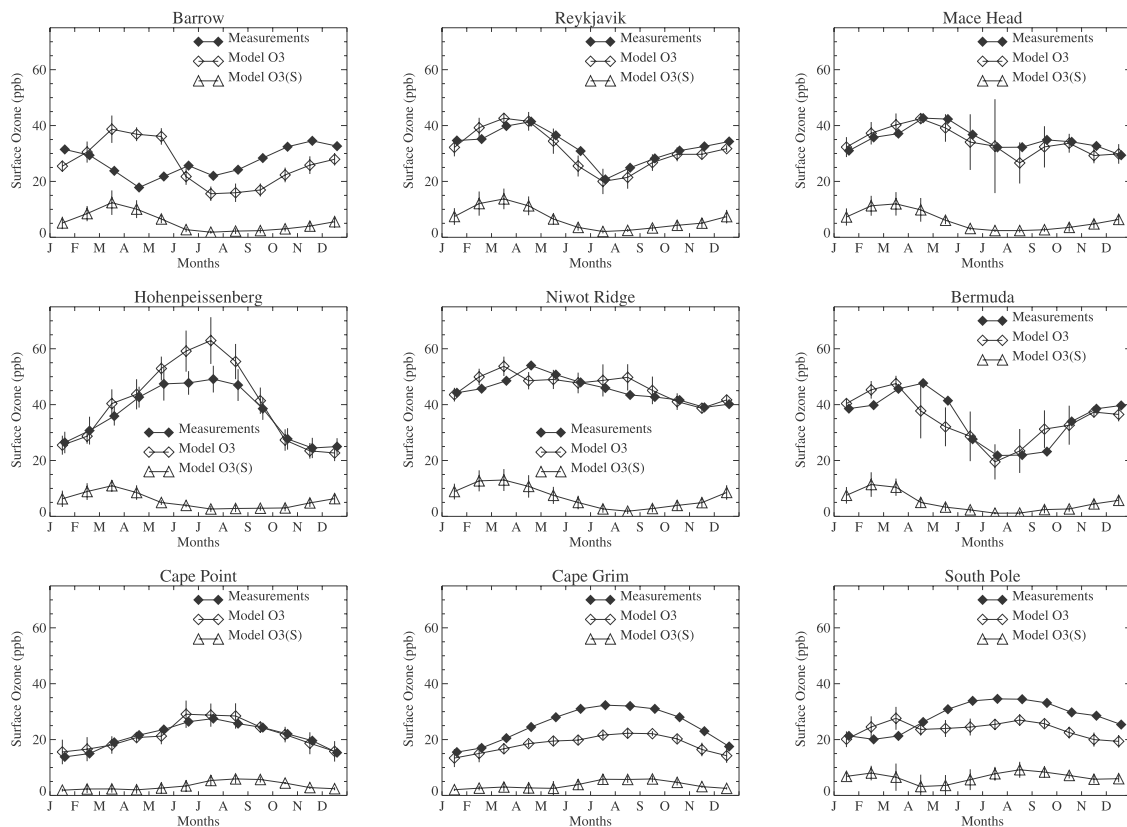 Barrow
Measurements
Model O3
Model O3(S)
Surface Ozone (ppb)
60
40
20
0
J F M A M J J A S O N D
Months
Reykjavik
Measurements
Model O3
Model O3(S)
Surface Ozone (ppb)
60
40
20
0
J F M A M J J A S O N D
Months
Mace Head
Measurements
Model O3
Model O3(S)
Surface Ozone (ppb)
60
40
20
0
J F M A M J J A S O N D
Months
Hohenpeissenberg
Surface Ozone (ppb)
60
40
20
0
Measurements
Model O3
Model O3(S)
J F M A M J J A S O N D
Months
Niwot Ridge
Surface Ozone (ppb)
60
40
20
0
Measurements
Model O3
Model O3(S)
J F M A M J J A S O N D
Months
Bermuda
Measurements
Model O3
Model O3(S)
Surface Ozone (ppb)
60
40
20
0
J F M A M J J A S O N D
Months
Cape Point
Measurements
Model O3
Model O3(S)
Surface Ozone (ppb)
60
40
20
0
J F M A M J J A S O N D
Months
Cape Grim
Measurements
Model O3
Model O3(S)
Surface Ozone (ppb)
60
40
20
0
J F M A M J J A S O N D
Months
South Pole
Measurements
Model O3
Model O3(S)
Surface Ozone (ppb)
60
40
20
0
J F M A M J J A S O N D
Months